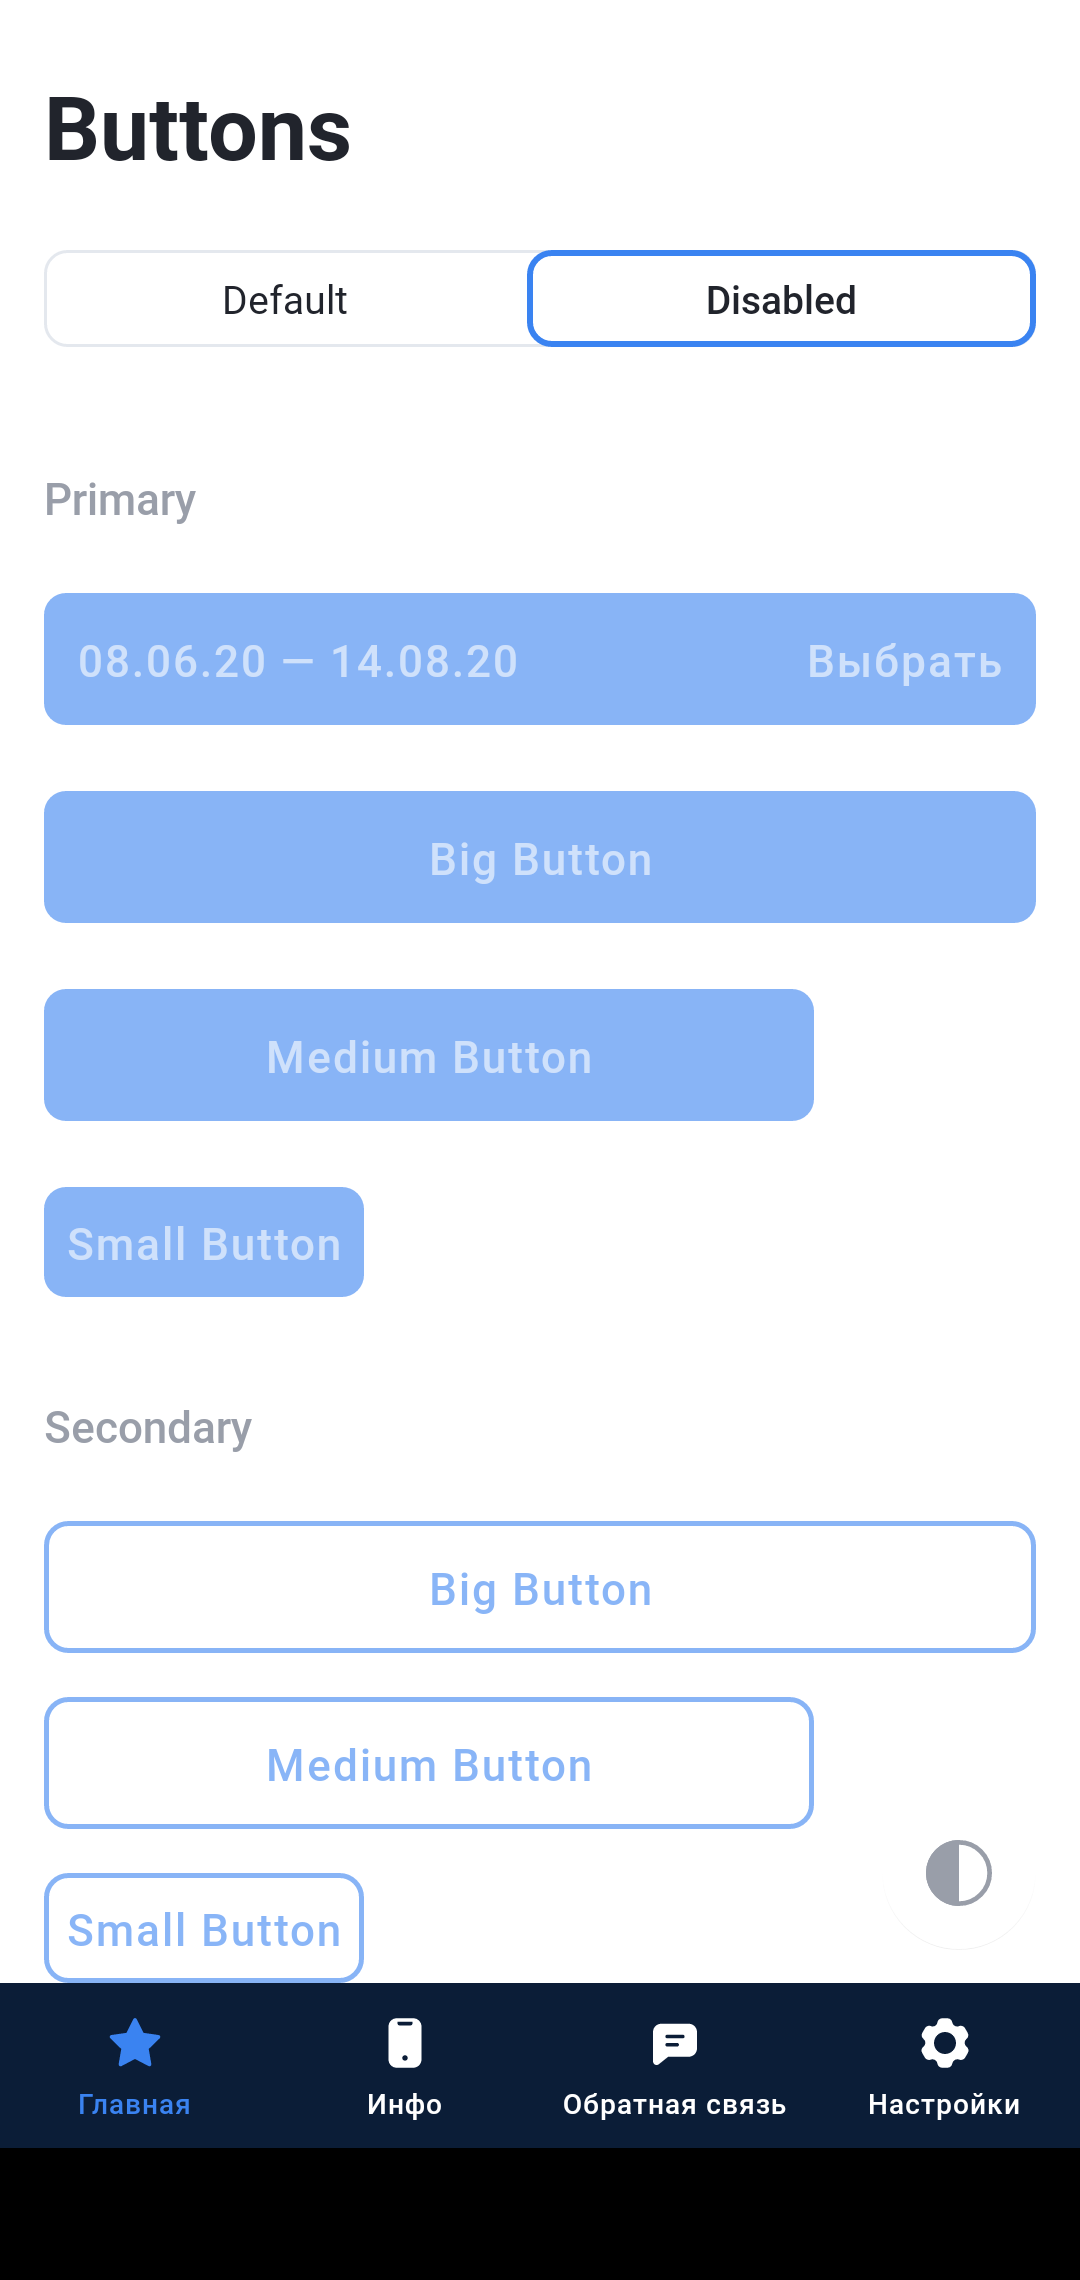 Buttons
Default Disabled
Primary
08.06.20 — 14.08.20 Выбрать
Big Button
Medium Button
Small Button
Secondary
Big Button
Medium Button
Small Button
Главная Инфо Обратная связь Настройки